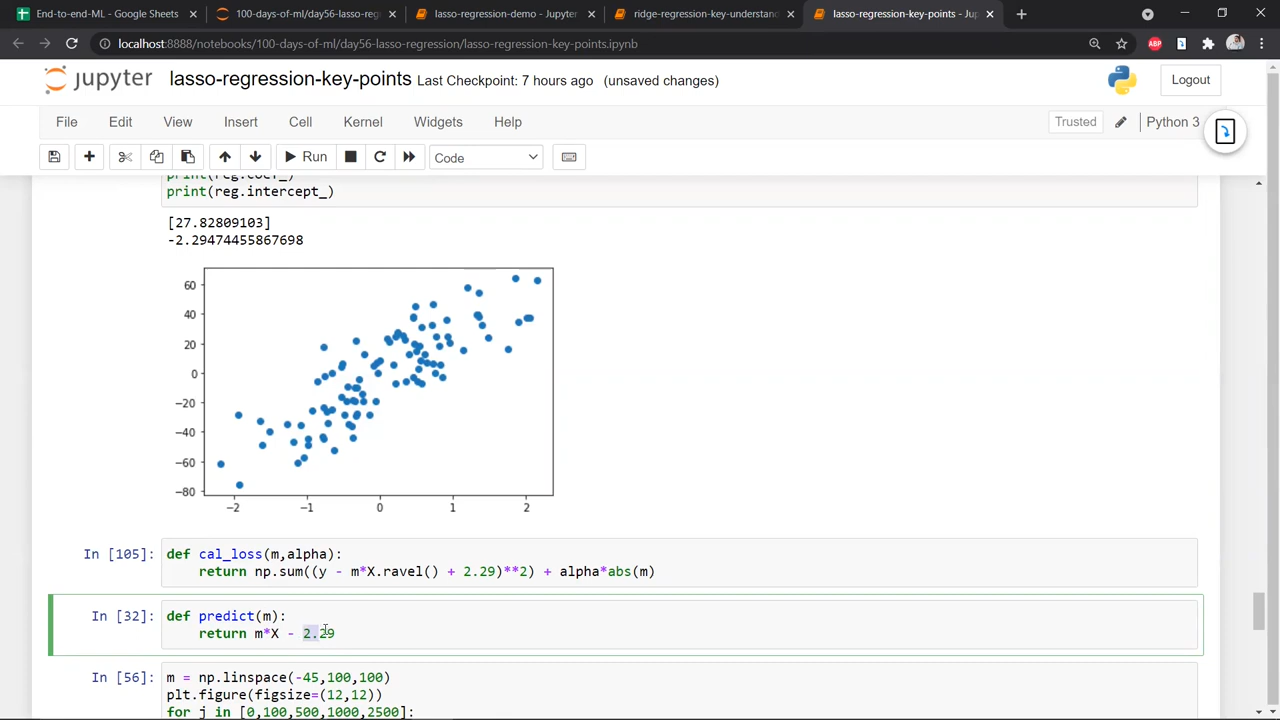 End-to-end-ML - Google Sheets
100-days-of-ml/day56-lasso-regr
lasso-regression-demo - Jupyter
ridge-regression-key-understand
lasso-regression-key-points - Jup
localhost:8888/notebooks/100-days-of-ml/day56-lasso-regression/lasso-regression-key-points.ipynb
ABP
jupyter
lasso-regression-key-points Last Checkpoint: 7 hours ago (unsaved changes)
Logout
File Edit View Insert Cell Kernel Widgets Help
Trusted
Python 3
Run
Code
print(reg.coef_)
print(reg.intercept_)
[27.82809103]
-2.29474455867698
60
40
20
0
−20
−40
−60
−80
−2 −1 0 1 2
In [105]: def cal_loss(m,alpha):
return np.sum((y - m*X.ravel() + 2.29)**2) + alpha*abs(m)
In [32]: def predict(m):
return m*X - 2.29
In [56]: m = np.linspace(-45,100,100)
plt.figure(figsize=(12,12))
for j in [0,100,500,1000,2500]: